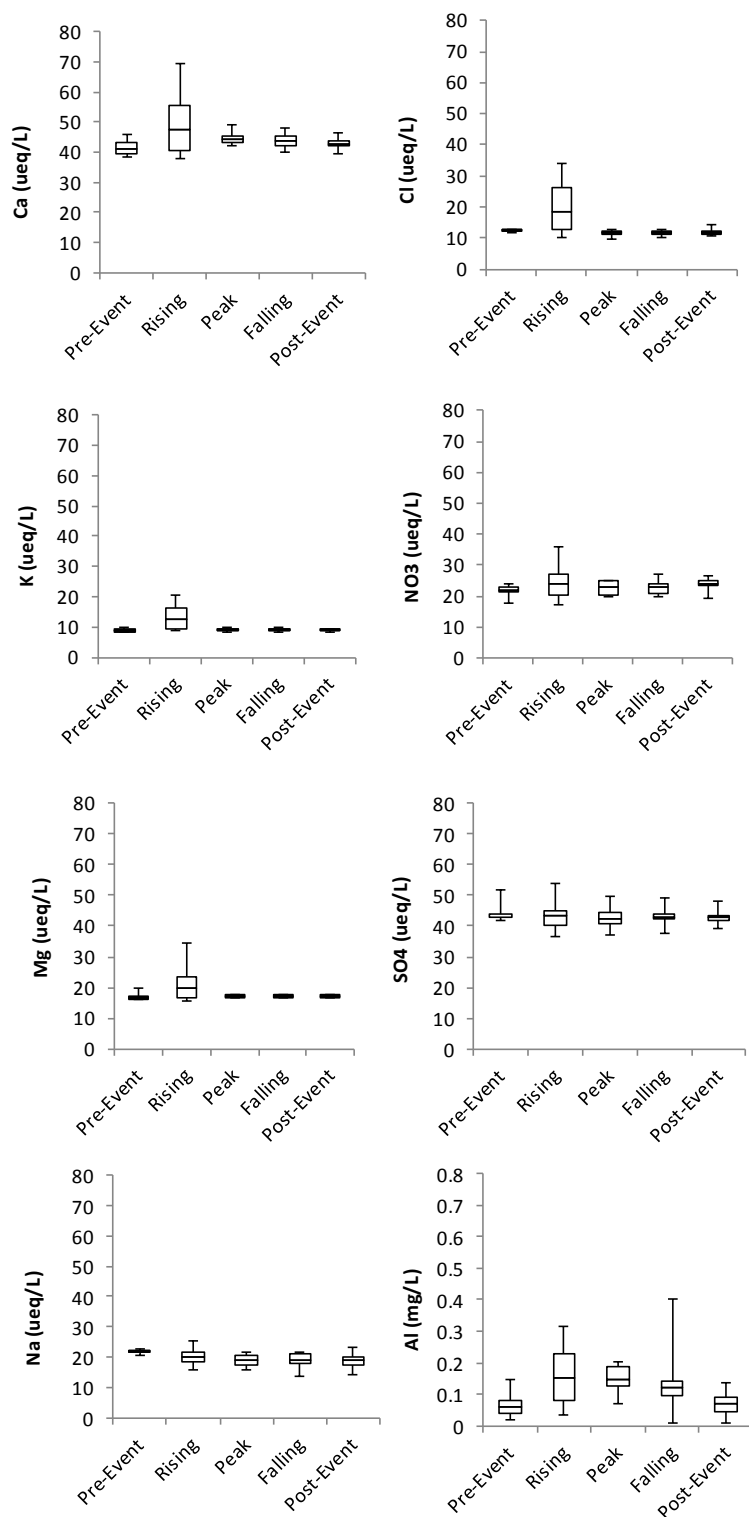 Ca (ueq/L)
80
70
60
50
40
30
20
10
0
Pre-Event
Rising
Peak
Falling
Post-Event
Cl (ueq/L)
80
70
60
50
40
30
20
10
0
Pre-Event
Rising
Peak
Falling
Post-Event
K (ueq/L)
80
70
60
50
40
30
20
10
0
Pre-Event
Rising
Peak
Falling
Post-Event
NO3 (ueq/L)
80
70
60
50
40
30
20
10
0
Pre-Event
Rising
Peak
Falling
Post-Event
Mg (ueq/L)
80
70
60
50
40
30
20
10
0
Pre-Event
Rising
Peak
Falling
Post-Event
SO4 (ueq/L)
80
70
60
50
40
30
20
10
0
Pre-Event
Rising
Peak
Falling
Post-Event
Na (ueq/L)
80
70
60
50
40
30
20
10
0
Pre-Event
Rising
Peak
Falling
Post-Event
Al (mg/L)
0.8
0.7
0.6
0.5
0.4
0.3
0.2
0.1
0
Pre-Event
Rising
Peak
Falling
Post-Event